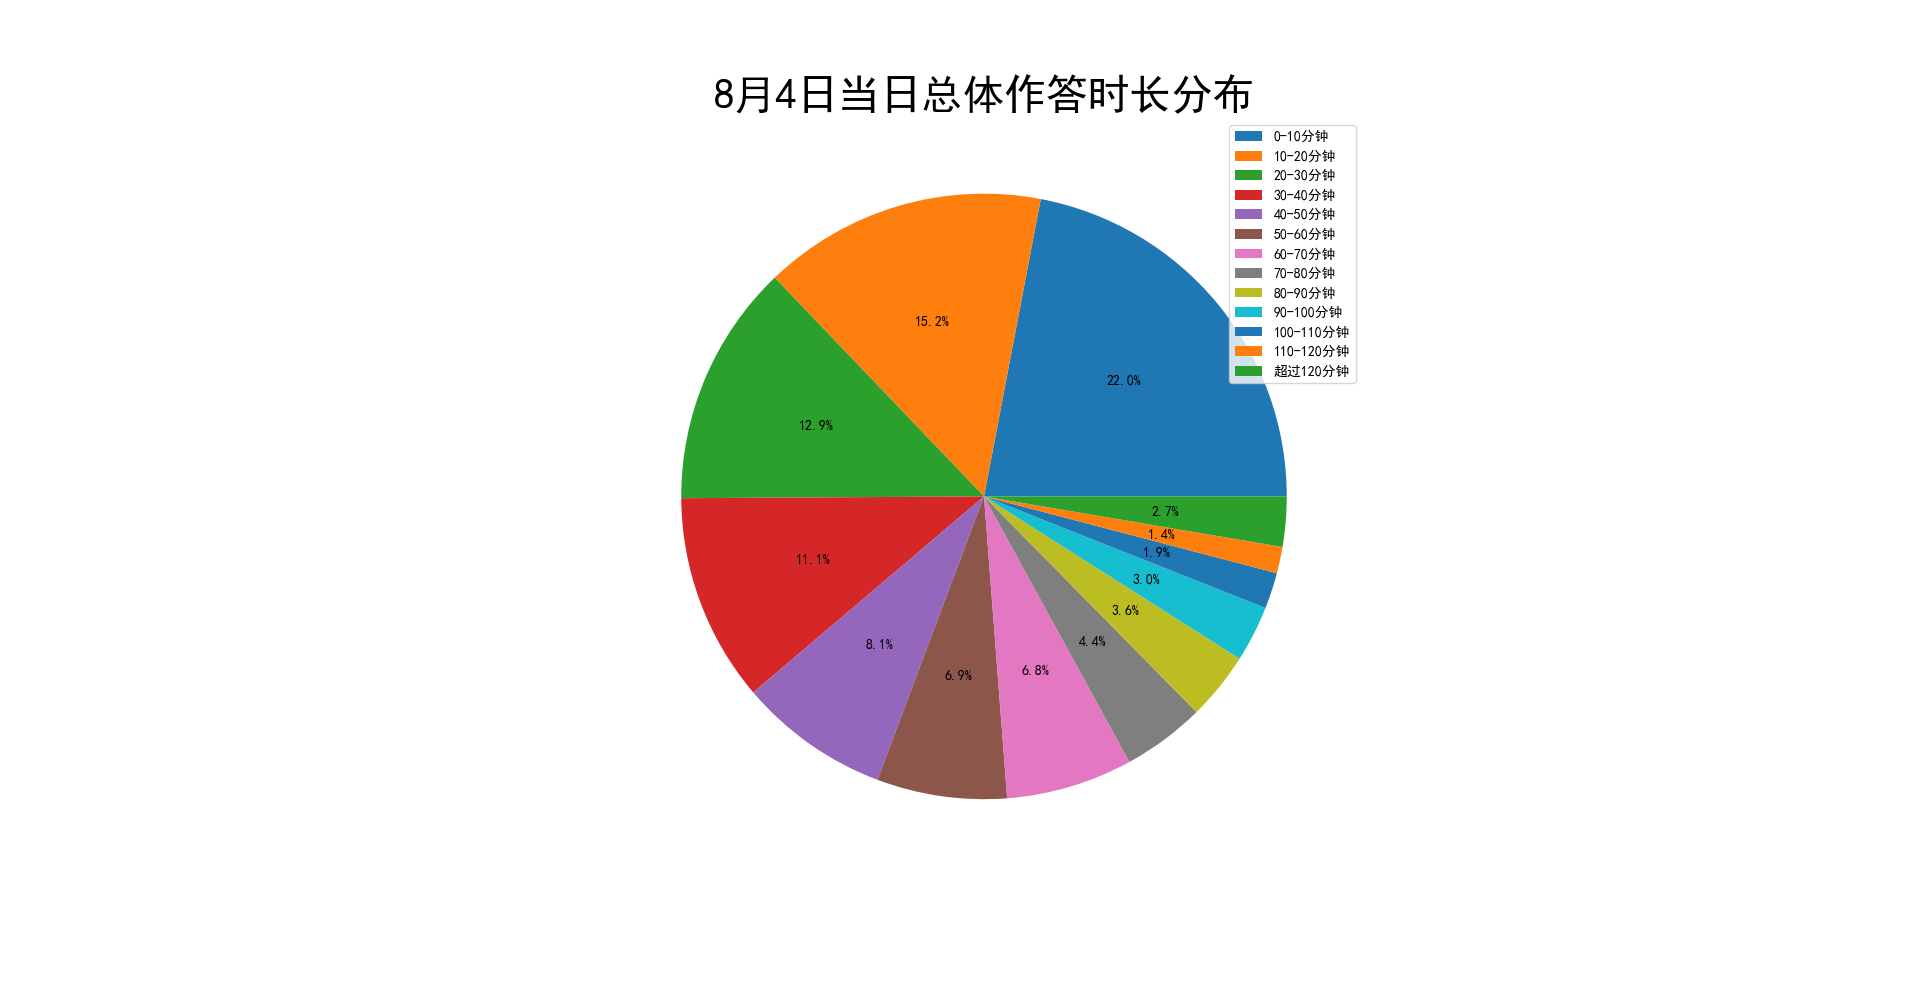 8月4日当日总体作答时长分布
0-10分钟
10-20分钟
20-30分钟
30-40分钟
40-50分钟
50-60分钟
60-70分钟
70-80分钟
80-90分钟
90-100分钟
100-110分钟
110-120分钟
超过120分钟
22.0%
15.2%
12.9%
11.1%
8.1%
6.9%
6.8%
4.4%
3.6%
3.0%
1.9%
1.4%
2.7%